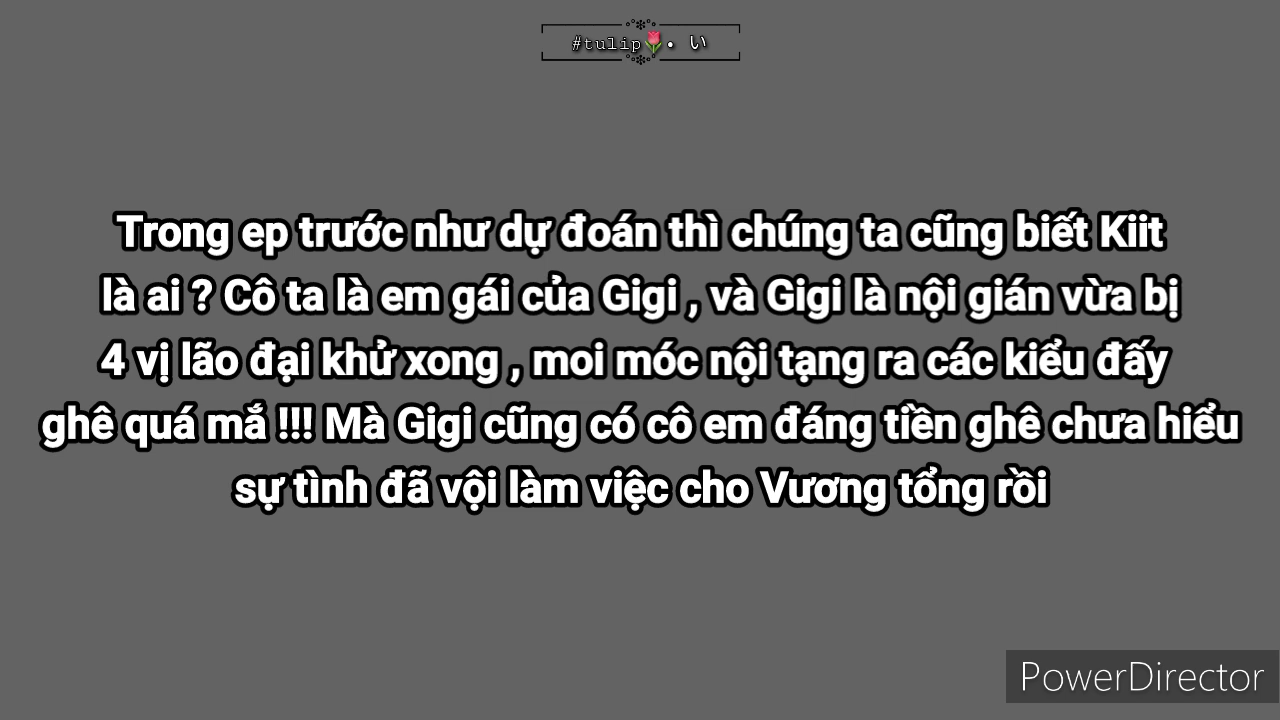 #tulip🌷• い
Trong ep trước như dự đoán thì chúng ta cũng biết Kiit
là ai ? Cô ta là em gái của Gigi , và Gigi là nội gián vừa bị
4 vị lão đại khử xong , moi móc nội tạng ra các kiểu đấy
ghê quá mắ !!! Mà Gigi cũng có cô em đáng tiền ghê chưa hiểu
sự tình đã vội làm việc cho Vương tổng rồi
PowerDirector